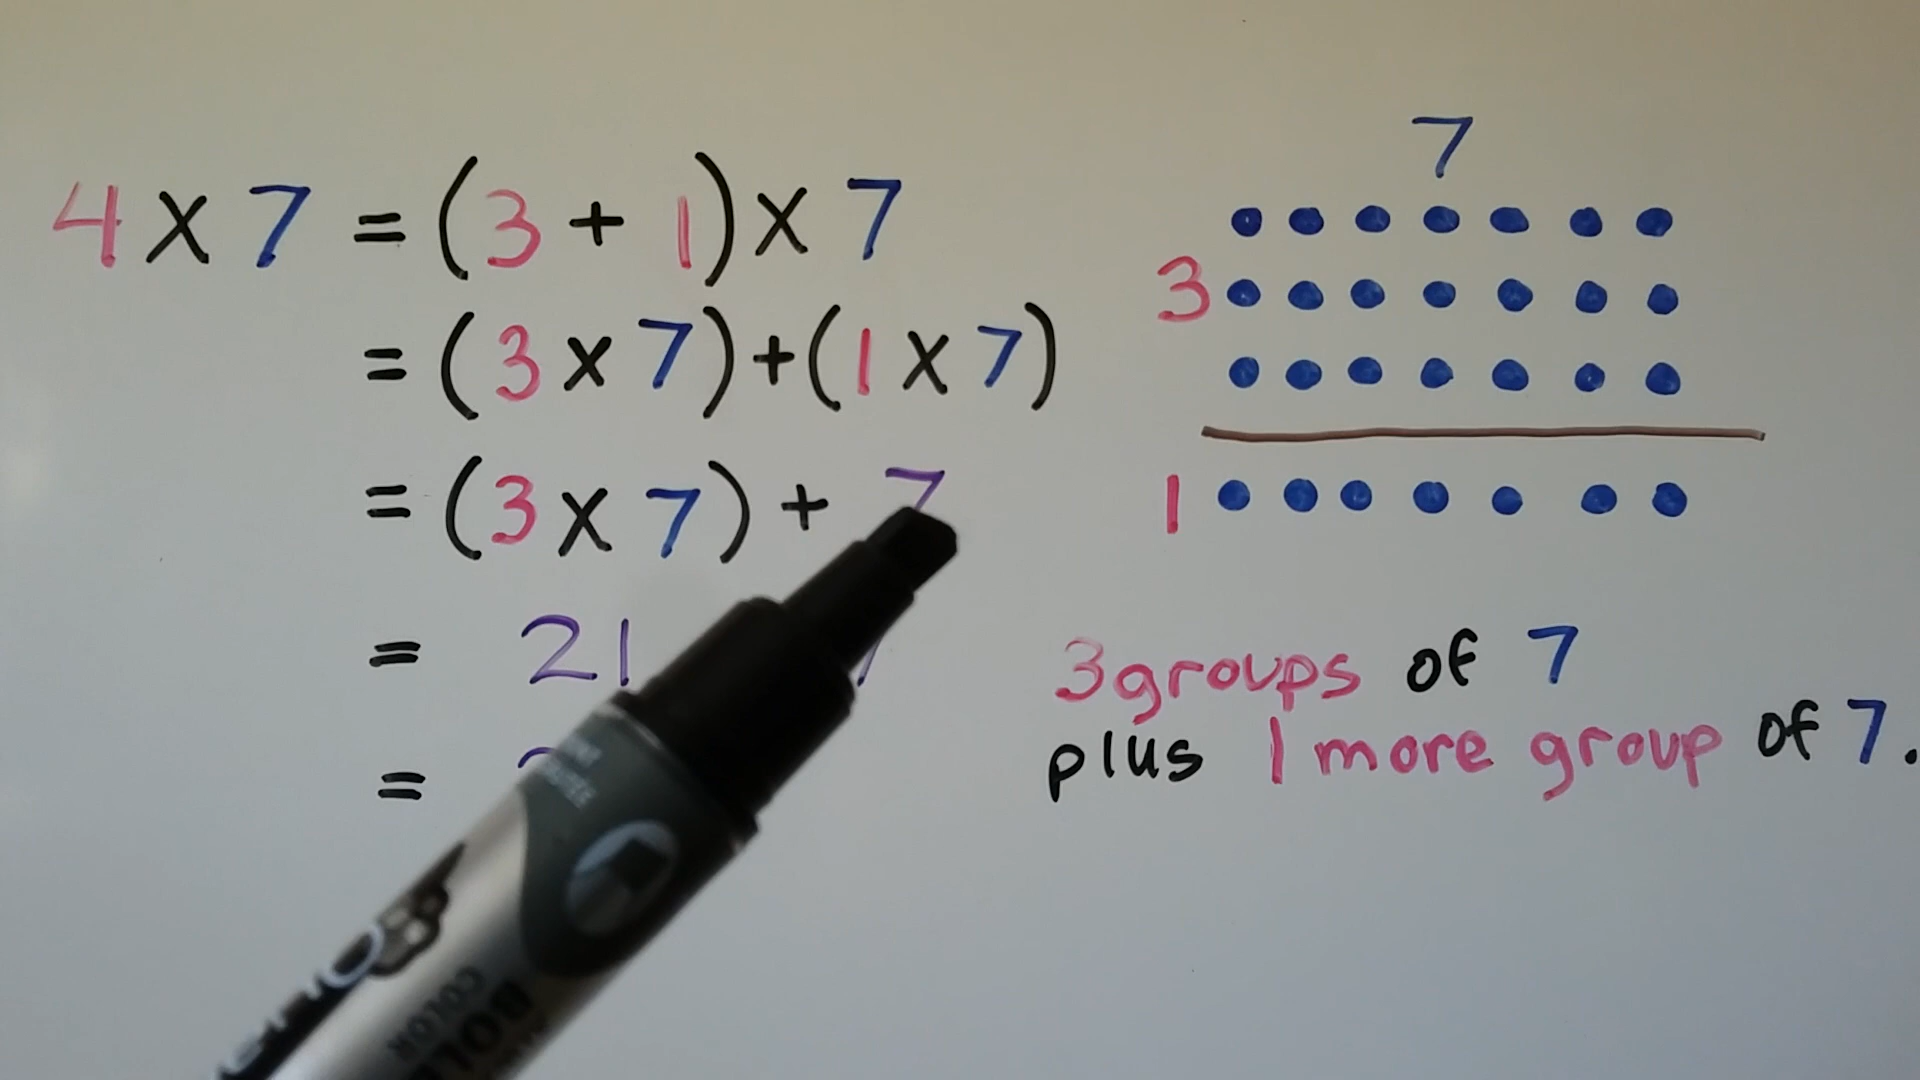 4 x 7 = (3 + 1) x 7
= (3 x 7) + (1 x 7)
= (3 x 7) + 7
= 21
=
7
3
1
3 groups of 7
plus 1 more group of 7.
COLOR